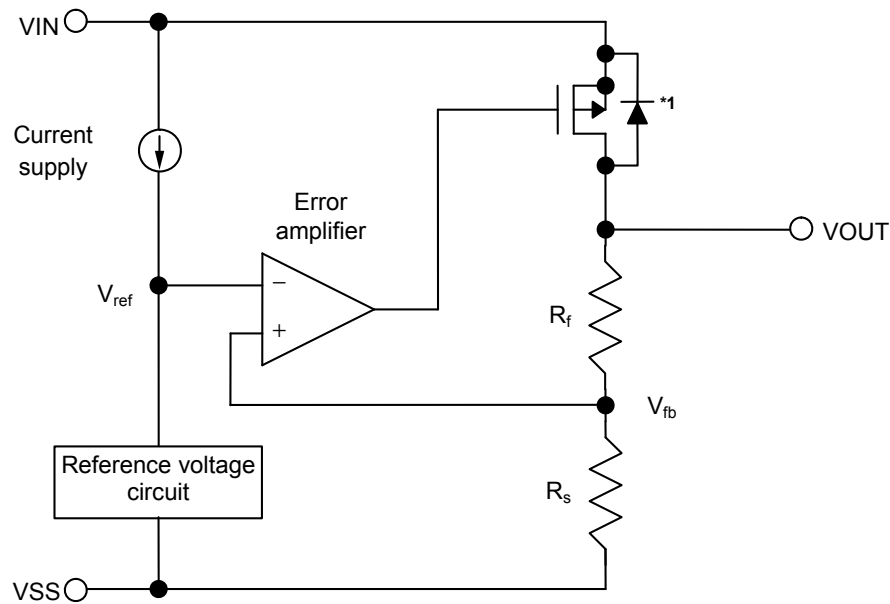 VIN
*1
Current
supply
Error
amplifier
VOUT
Vref
−
+
Rf
Vfb
Reference voltage
circuit
Rs
VSS